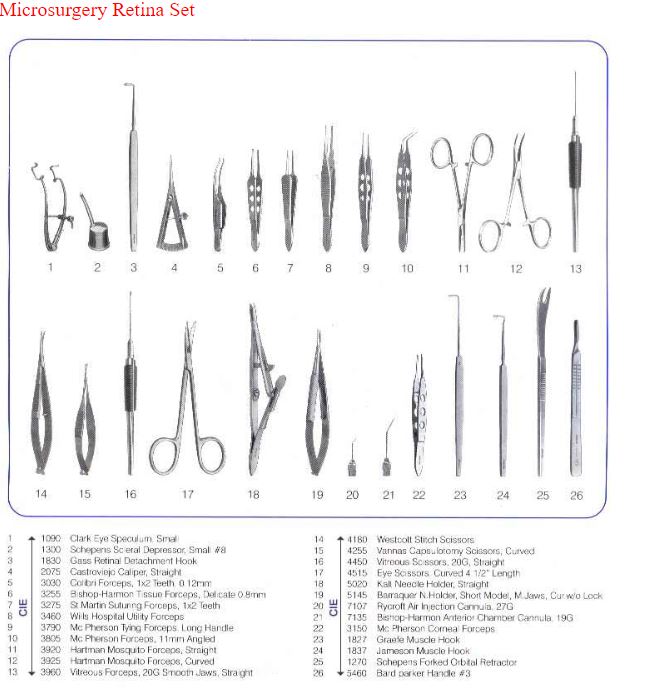 Microsurgery Retina Set
1 2 3 4 5 6 7 8 9 10 11 12 13
14 15 16 17 18 19 20 21 22 23 24 25 26
1 1090 Clark Eye Speculum, Small
2 1300 Schepens Scleral Depressor, Small #8
3 1830 Gass Retinal Detachment Hook
4 2075 Castroviejo Caliper, Straight
5 3030 Colibri Forceps, 1x2 Teeth 0.12mm
6 3255 Bishop-Harmon Tissue Forceps, Delicate 0.8mm
7 3275 St Martin Suturing Forceps, 1x2 Teeth
8 3460 Wills Hospital Utility Forceps
9 3790 Mc Pherson Tying Forceps, Long Handle
10 3805 Mc Pherson Forceps, 11mm Angled
11 3920 Hartman Mosquito Forceps, Straight
12 3925 Hartman Mosquito Forceps, Curved
13 3960 Vitreous Forceps, 20G Smooth Jaws, Straight
CIE
14 4180 Westcott Stitch Scissors
15 4255 Vannas Capsulotomy Scissors, Curved
16 4450 Vitreous Scissors, 20G, Straight
17 4515 Eye Scissors, Curved 4 1/2" Length
18 5020 Kalt Needle Holder, Straight
19 5145 Barraquer N.Holder, Short Model, M.Jaws, Cur w/o Lock
20 7107 Rycroft Air Injection Cannula, 27G
21 7135 Bishop-Harmon Anterior Chamber Cannula, 19G
22 3150 Mc Pherson Corneal Forceps
23 1827 Graefe Muscle Hook
24 1837 Jameson Muscle Hook
25 1270 Schepens Forked Orbital Retractor
26 5460 Bard parker Handle #3
CIE